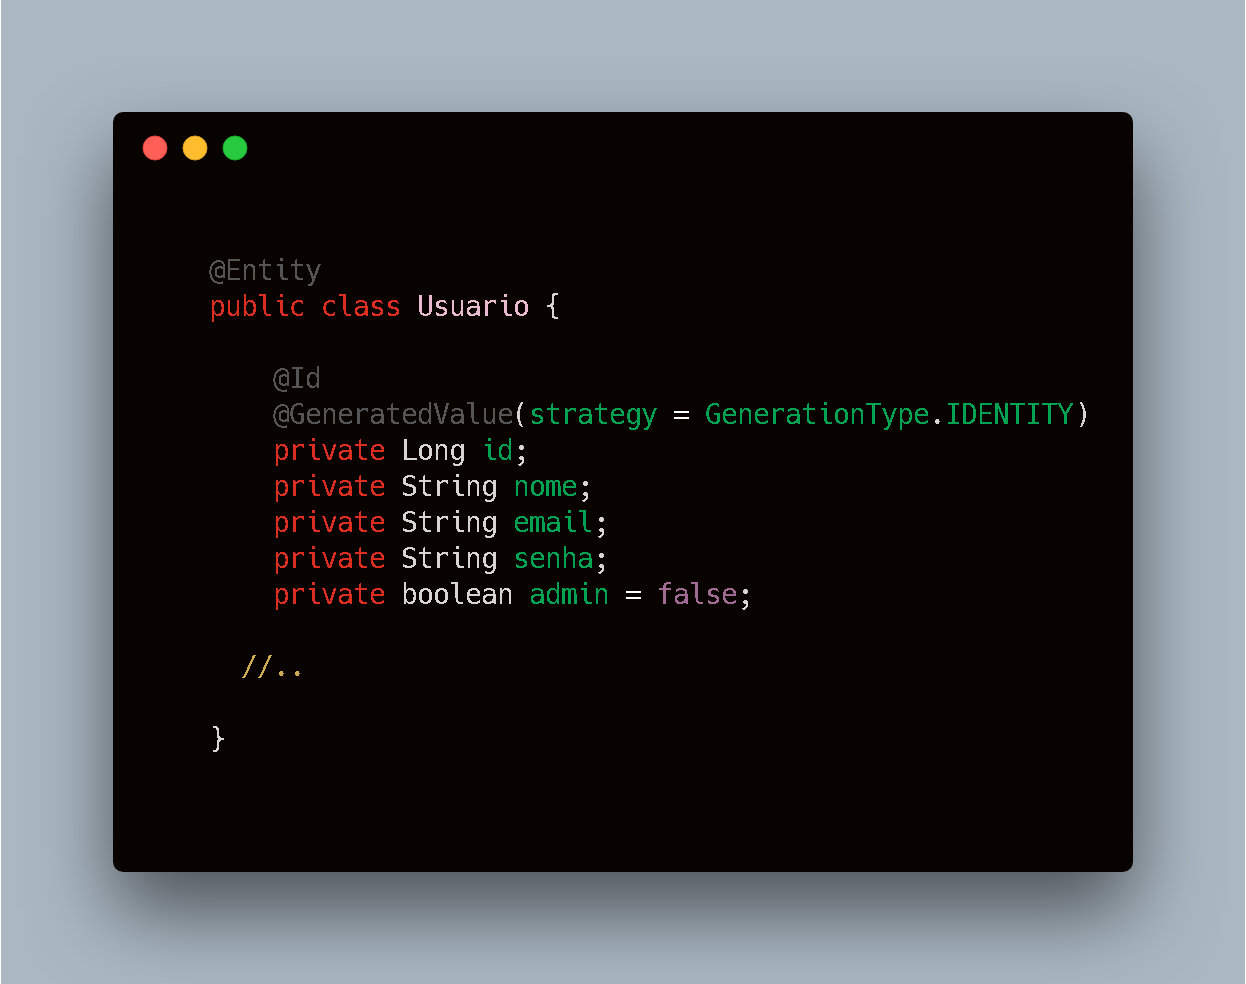 @Entity
public class Usuario {
@Id
@GeneratedValue(strategy = GenerationType.IDENTITY)
private Long id;
private String nome;
private String email;
private String senha;
private boolean admin = false;
//..
}